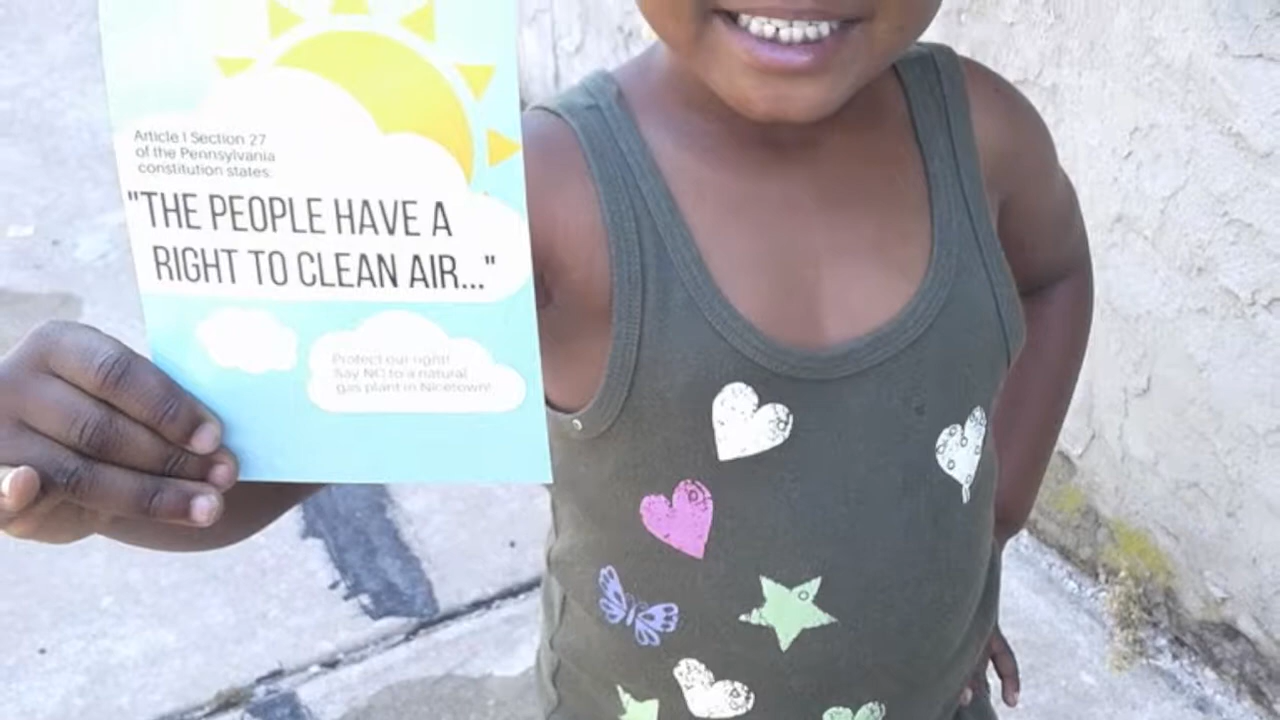 Article I Section 27
of the Pennsylvania
constitution states:
"THE PEOPLE HAVE A
RIGHT TO CLEAN AIR..."
Protect our right!
Say NO to a natural
gas plant in Nicetown!